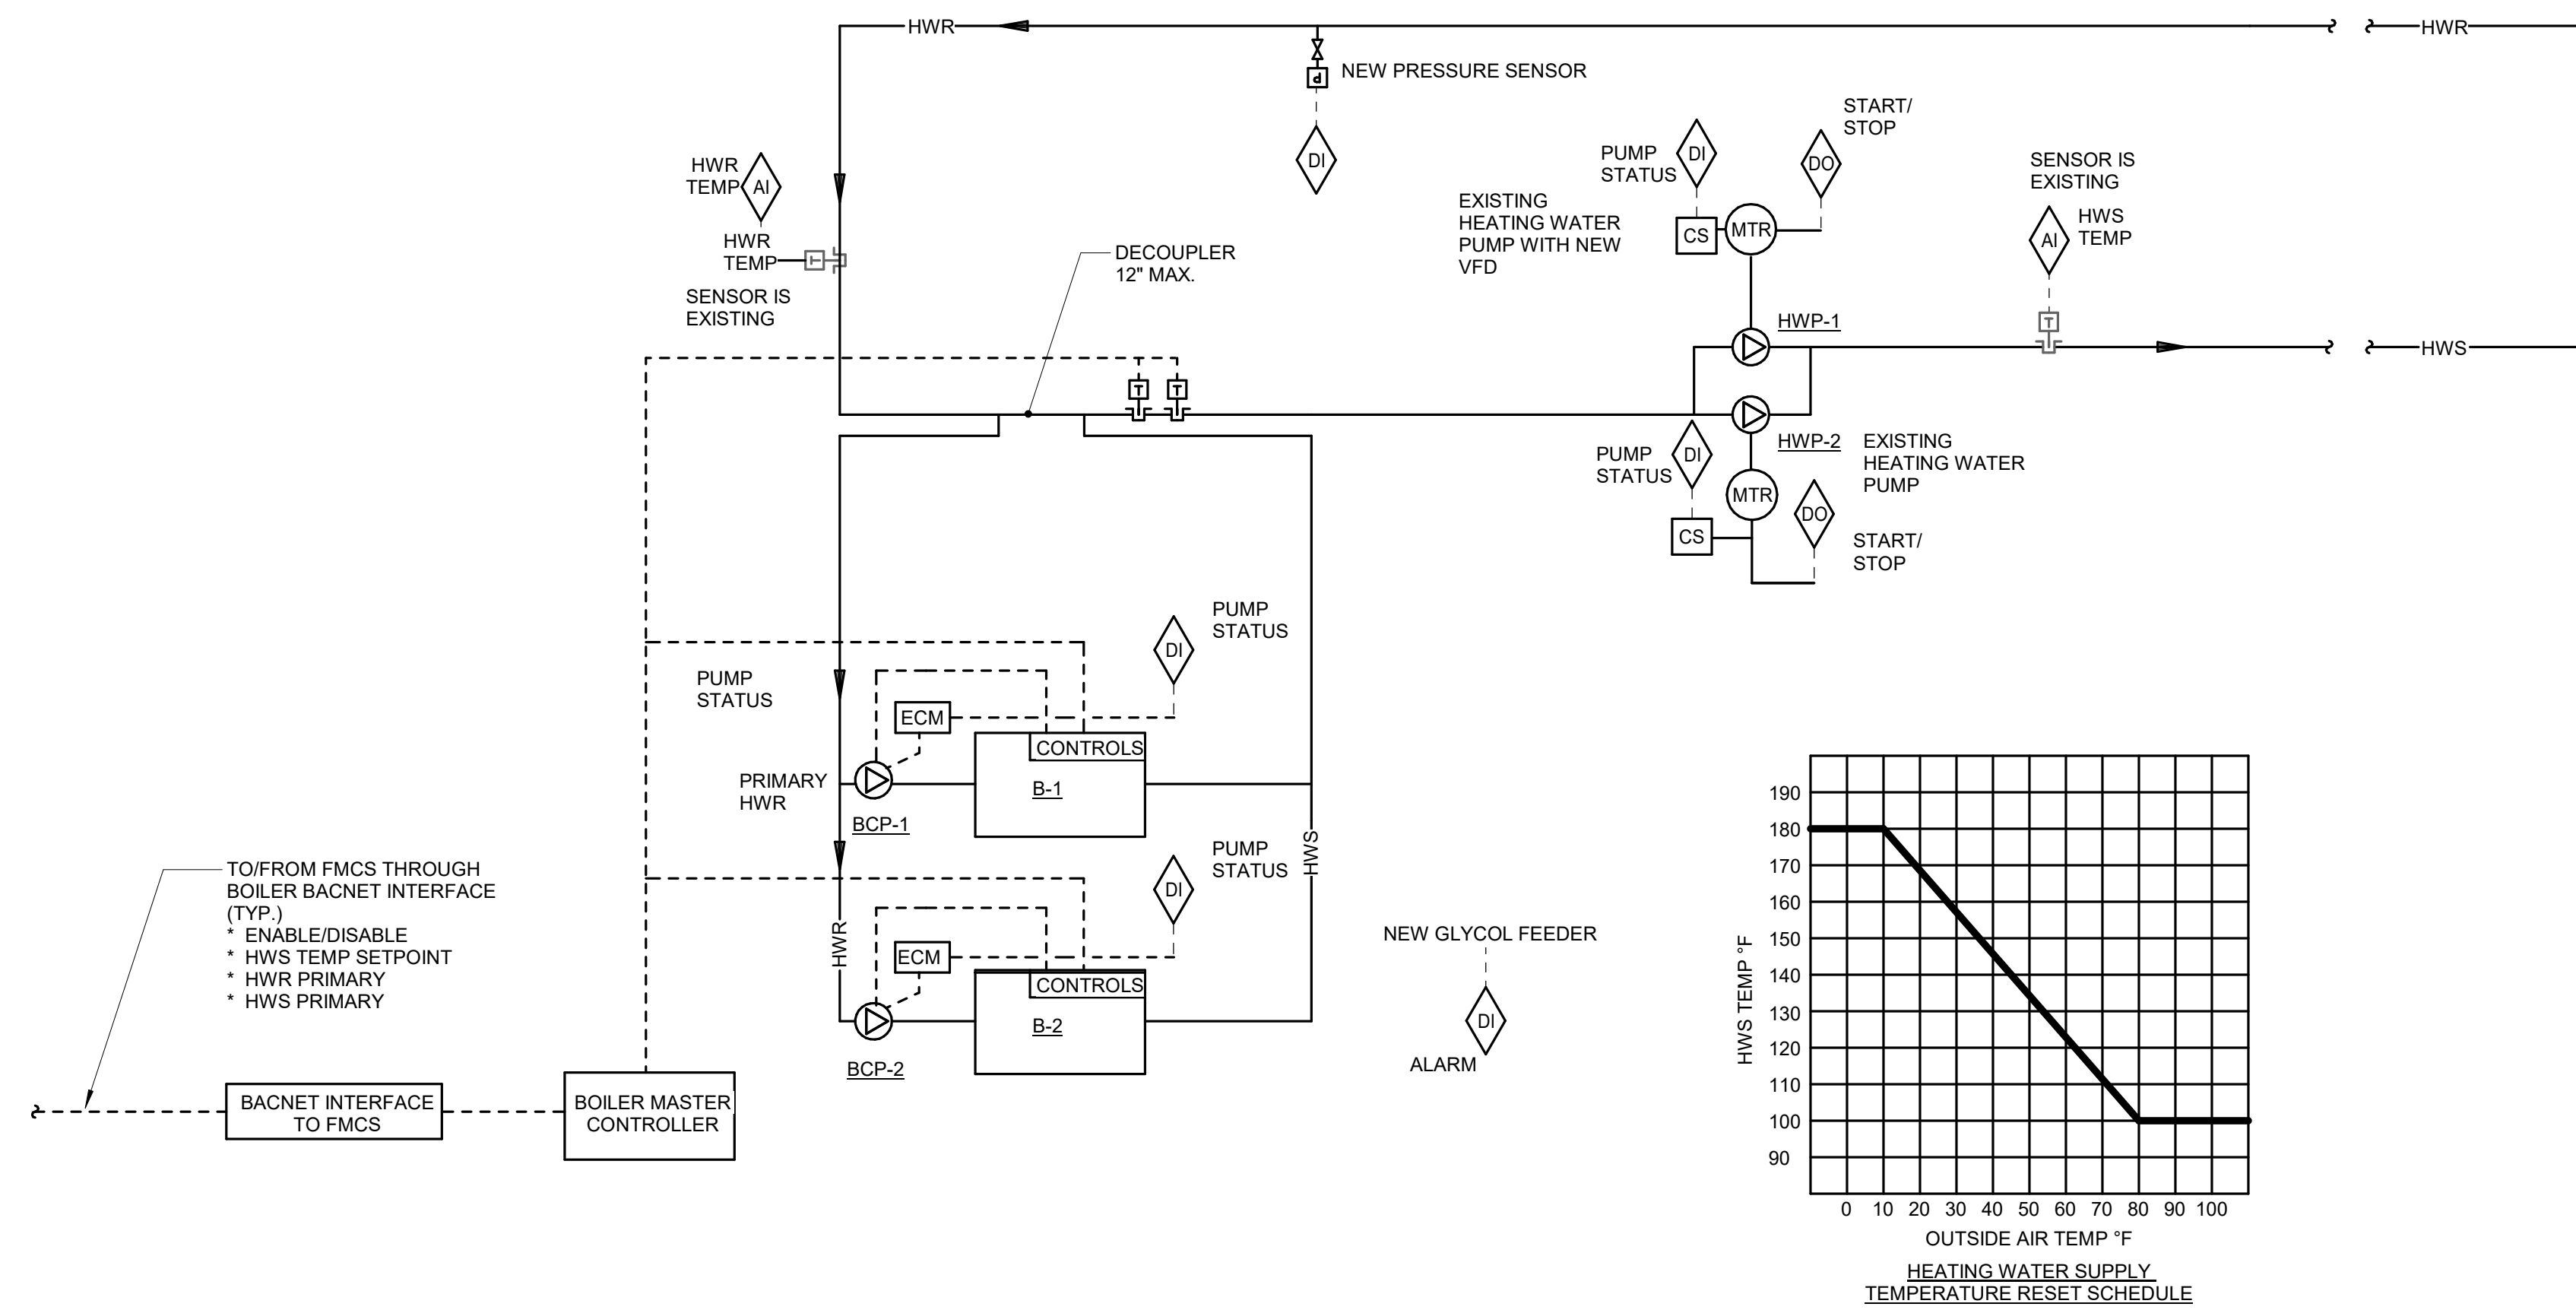 HWR
HWR
NEW PRESSURE SENSOR
P
DI
START/
STOP
PUMP
STATUS
DI
DO
HWR
TEMP
AI
EXISTING
HEATING WATER
PUMP WITH NEW
VFD
CS
MTR
SENSOR IS
EXISTING
AI
HWS
TEMP
HWR
TEMP
T
SENSOR IS
EXISTING
DECOUPLER
12" MAX.
T
HWP-1
HWS
T
T
HWP-2
EXISTING
HEATING WATER
PUMP
PUMP
STATUS
DI
MTR
CS
DO
START/
STOP
PUMP
STATUS
DI
PUMP
STATUS
ECM
CONTROLS
B-1
PRIMARY
HWR
BCP-1
HWS
PUMP
STATUS
DI
HWR
ECM
CONTROLS
B-2
BCP-2
TO/FROM FMCS THROUGH
BOILER BACNET INTERFACE
(TYP.)
* ENABLE/DISABLE
* HWS TEMP SETPOINT
* HWR PRIMARY
* HWS PRIMARY
BACNET INTERFACE
TO FMCS
BOILER MASTER
CONTROLLER
NEW GLYCOL FEEDER
DI
ALARM
HWS TEMP °F
190
180
170
160
150
140
130
120
110
100
90
0 10 20 30 40 50 60 70 80 90 100
OUTSIDE AIR TEMP °F
HEATING WATER SUPPLY
TEMPERATURE RESET SCHEDULE